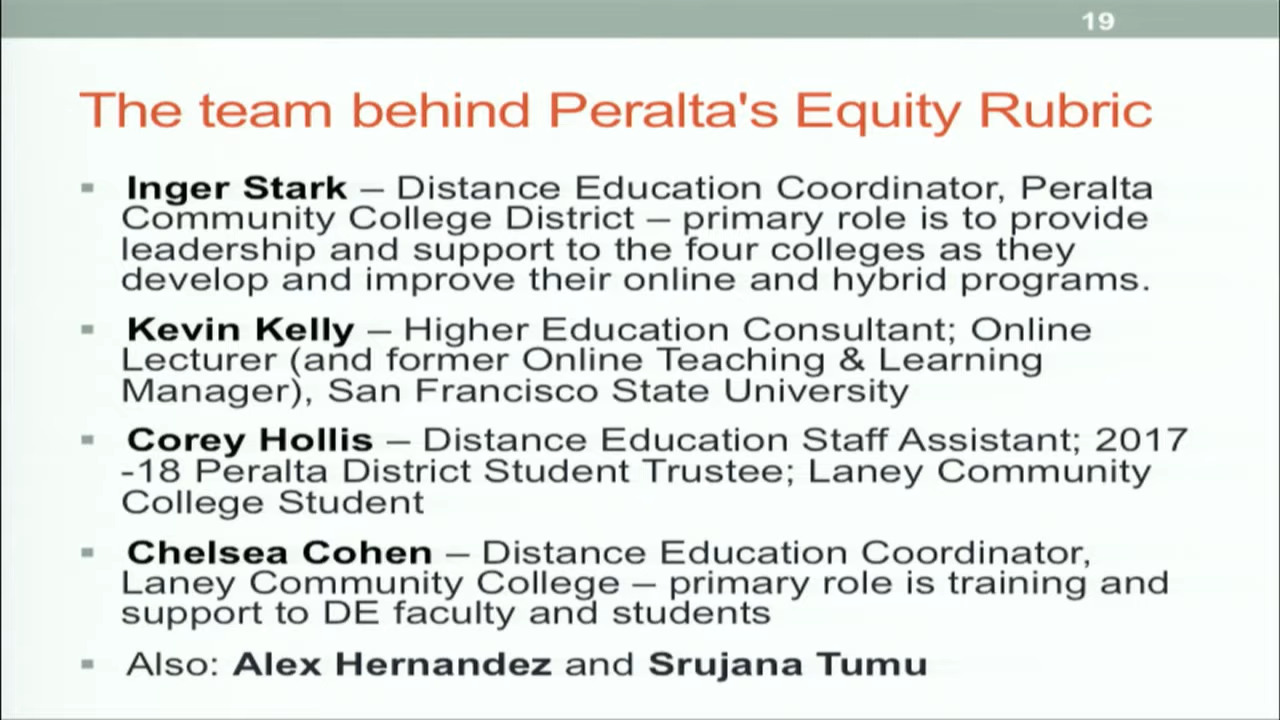 19
The team behind Peralta's Equity Rubric
▪ Inger Stark – Distance Education Coordinator, Peralta
Community College District – primary role is to provide
leadership and support to the four colleges as they
develop and improve their online and hybrid programs.
▪ Kevin Kelly – Higher Education Consultant; Online
Lecturer (and former Online Teaching & Learning
Manager), San Francisco State University
▪ Corey Hollis – Distance Education Staff Assistant; 2017
-18 Peralta District Student Trustee; Laney Community
College Student
▪ Chelsea Cohen – Distance Education Coordinator,
Laney Community College – primary role is training and
support to DE faculty and students
▪ Also: Alex Hernandez and Srujana Tumu